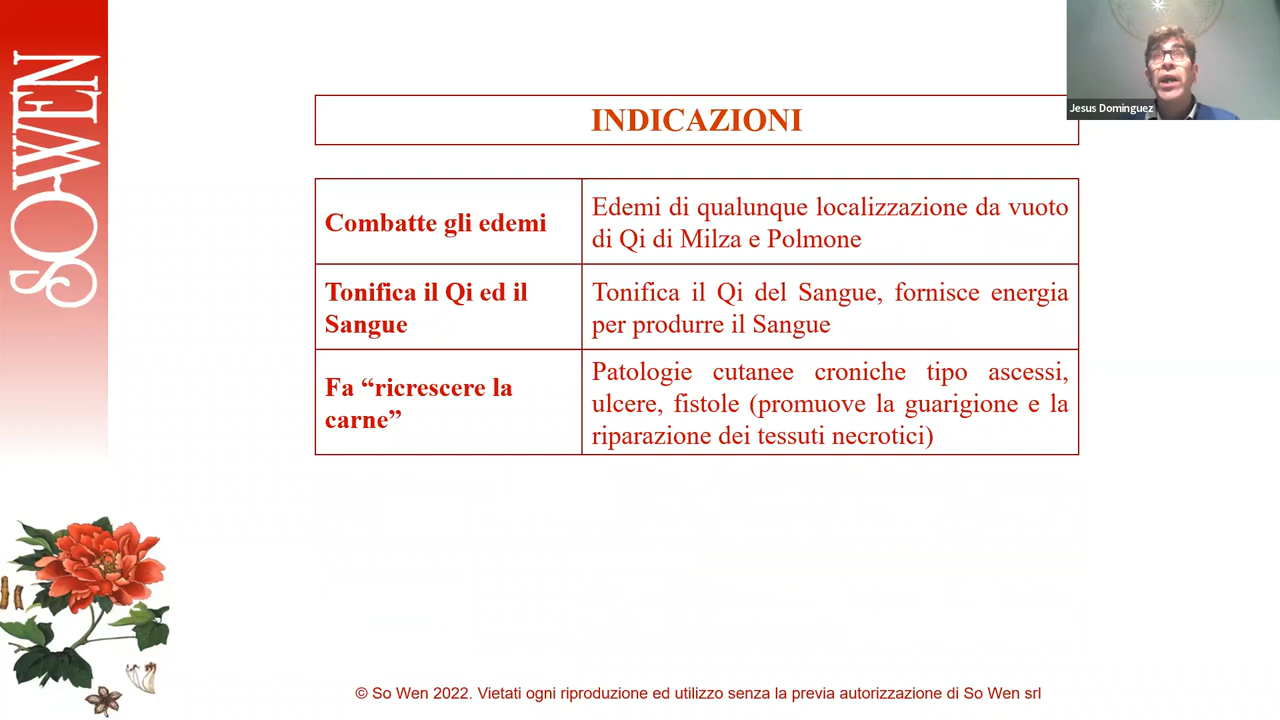 SO WEN
Jesus Dominguez
INDICAZIONI
Combatte gli edemi
Edemi di qualunque localizzazione da vuoto
di Qi di Milza e Polmone
Tonifica il Qi ed il
Sangue
Tonifica il Qi del Sangue, fornisce energia
per produrre il Sangue
Fa “ricrescere la
carne”
Patologie cutanee croniche tipo ascessi,
ulcere, fistole (promuove la guarigione e la
riparazione dei tessuti necrotici)
© So Wen 2022. Vietati ogni riproduzione ed utilizzo senza la previa autorizzazione di So Wen srl